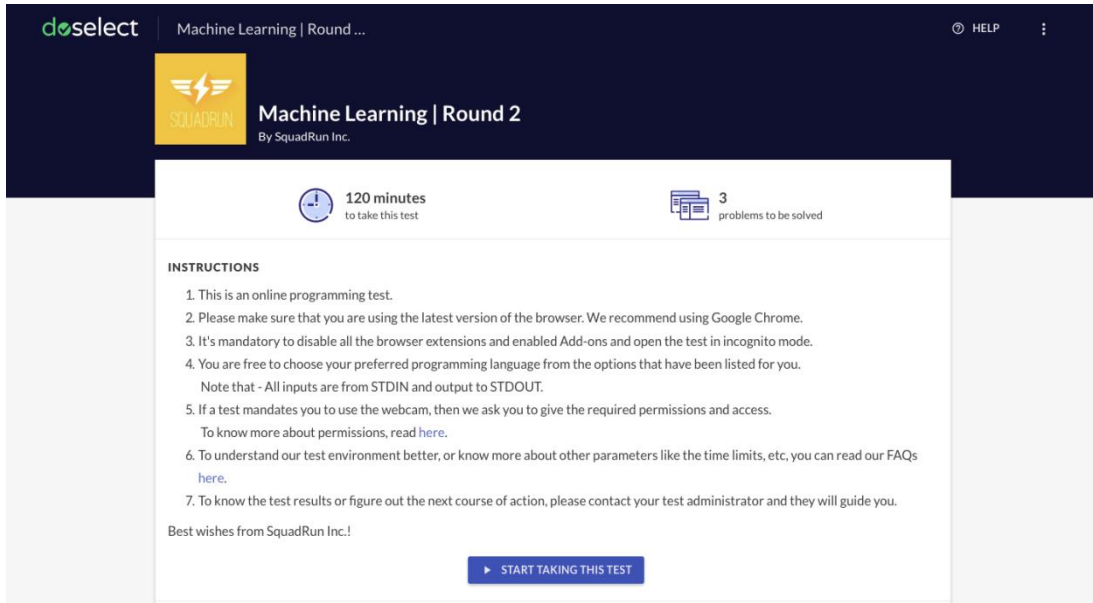 doselect
Machine Learning | Round ...
HELP
SQUADRUN
Machine Learning | Round 2
By SquadRun Inc.
120 minutes
to take this test
3
problems to be solved
INSTRUCTIONS
1. This is an online programming test.
2. Please make sure that you are using the latest version of the browser. We recommend using Google Chrome.
3. It's mandatory to disable all the browser extensions and enabled Add-ons and open the test in incognito mode.
4. You are free to choose your preferred programming language from the options that have been listed for you.
Note that - All inputs are from STDIN and output to STDOUT.
5. If a test mandates you to use the webcam, then we ask you to give the required permissions and access.
To know more about permissions, read here.
6. To understand our test environment better, or know more about other parameters like the time limits, etc, you can read our FAQs
here.
7. To know the test results or figure out the next course of action, please contact your test administrator and they will guide you.
Best wishes from SquadRun Inc.!
START TAKING THIS TEST